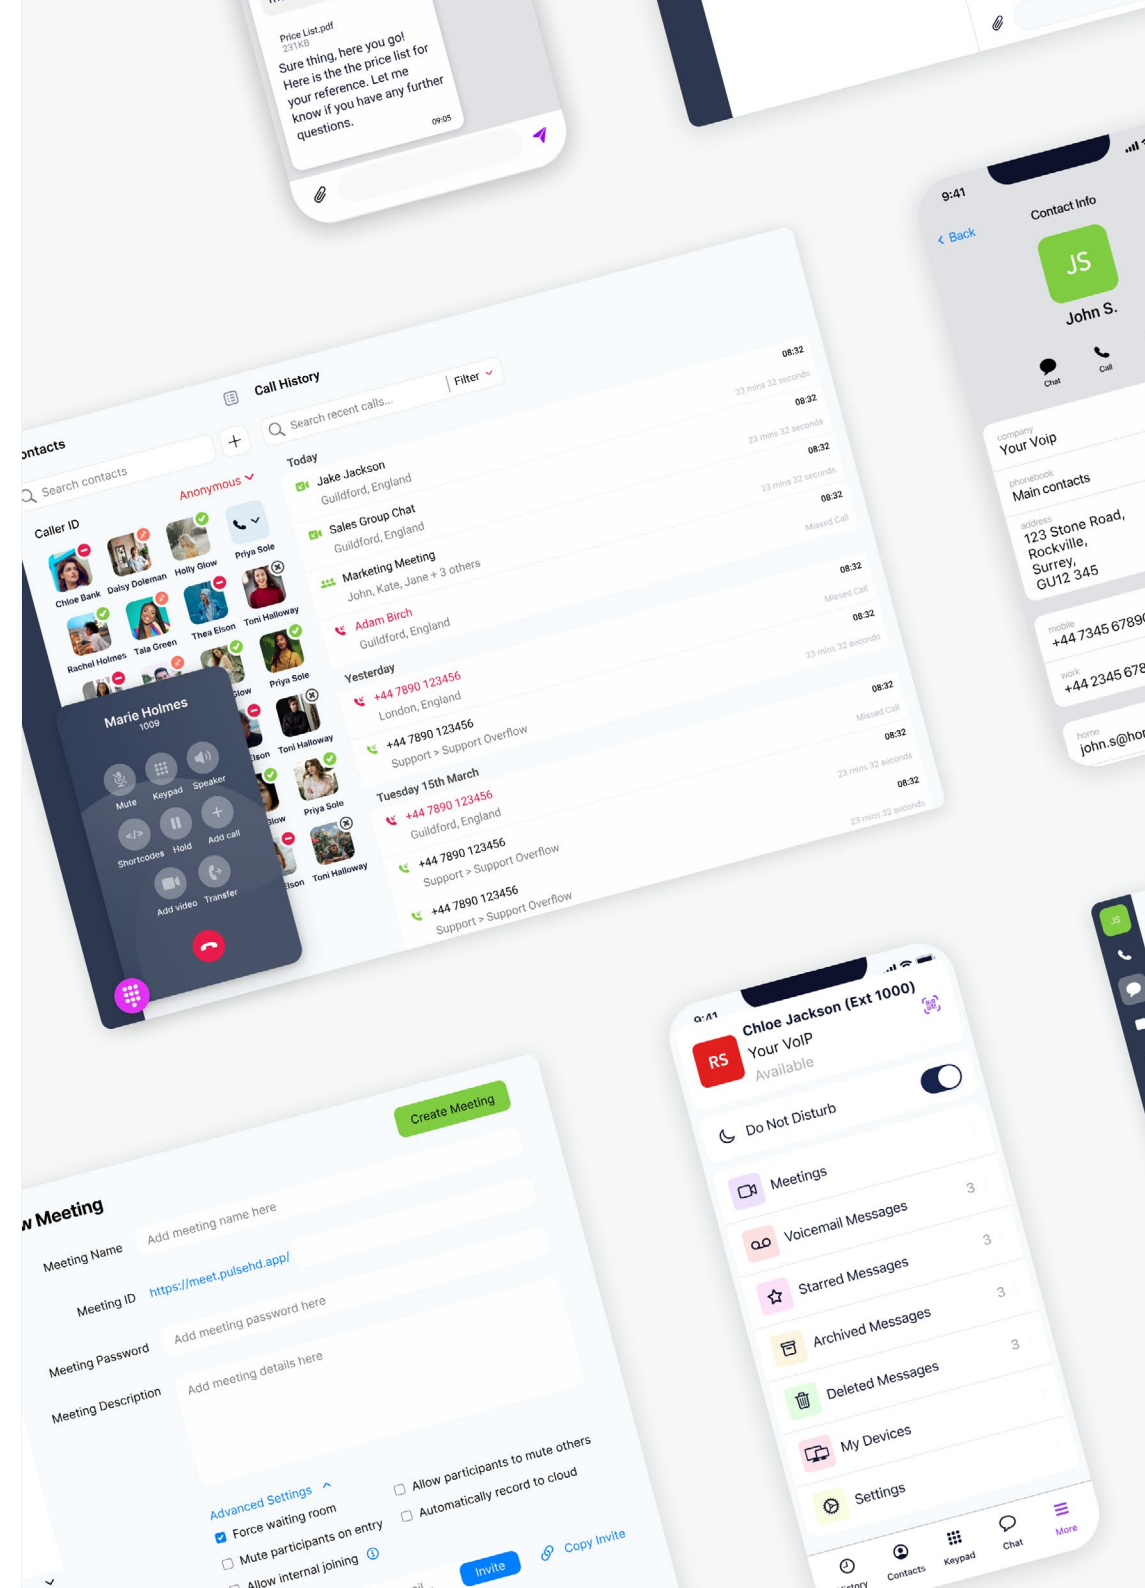 Price List.pdf
231KB
Sure thing, here you go!
Here is the the price list for
your reference. Let me
know if you have any further
questions.
09:05
9:41
Back
Contact Info
JS
John S.
Chat
Call
company
Your Voip
phonebook
Main contacts
address
123 Stone Road,
Rockville,
Surrey,
GU12 345
mobile
+44 7345 67890
work
+44 2345 678
home
john.s@hor
ontacts
Search contacts
Caller ID
Anonymous
Chloe Bank
Daisy Doleman
Holly Glow
Priya Sole
Rachel Holmes
Tala Green
Thea Elson
Toni Halloway
Glow
Priya Sole
Elson
Toni Halloway
Glow
Priya Sole
Elson
Toni Halloway
Marie Holmes
1009
Mute
Keypad
Speaker
Shortcodes
Hold
Add call
Add video
Transfer
Call History
Search recent calls...
Filter
Today
Jake Jackson
Guildford, England
08:32
23 mins 32 seconds
Sales Group Chat
Guildford, England
08:32
23 mins 32 seconds
Marketing Meeting
John, Kate, Jane + 3 others
08:32
23 mins 32 seconds
Adam Birch
Guildford, England
08:32
Missed Call
Yesterday
+44 7890 123456
London, England
08:32
Missed Call
+44 7890 123456
Support > Support Overflow
08:32
23 mins 32 seconds
Tuesday 15th March
+44 7890 123456
Guildford, England
08:32
Missed Call
+44 7890 123456
Support > Support Overflow
08:32
23 mins 32 seconds
+44 7890 123456
Support > Support Overflow
08:32
23 mins 32 seconds
JS
Create Meeting
w Meeting
Meeting Name
Add meeting name here
Meeting ID
https://meet.pulsehd.app/
Meeting Password
Add meeting password here
Meeting Description
Add meeting details here
Advanced Settings
Force waiting room
Allow participants to mute others
Mute participants on entry
Automatically record to cloud
Allow internal joining
Invite
Copy Invite
9:41
RS
Chloe Jackson (Ext 1000)
Your VoIP
Available
Do Not Disturb
Meetings
Voicemail Messages
3
Starred Messages
3
Archived Messages
3
Deleted Messages
3
My Devices
Settings
History
Contacts
Keypad
Chat
More